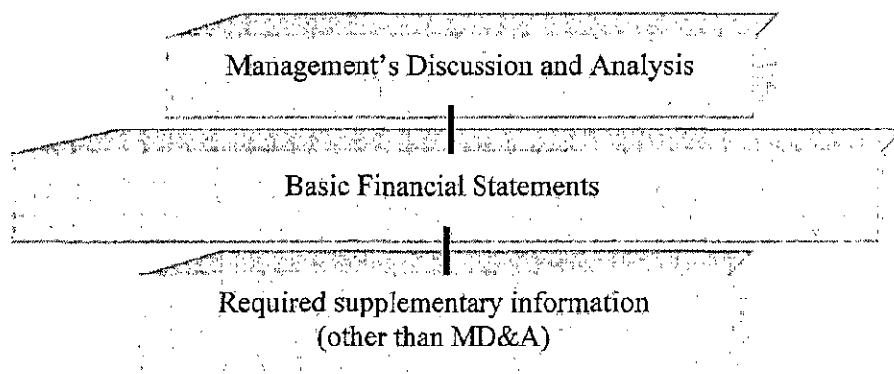 Management's Discussion and Analysis
Basic Financial Statements
Required supplementary information
(other than MD&A)